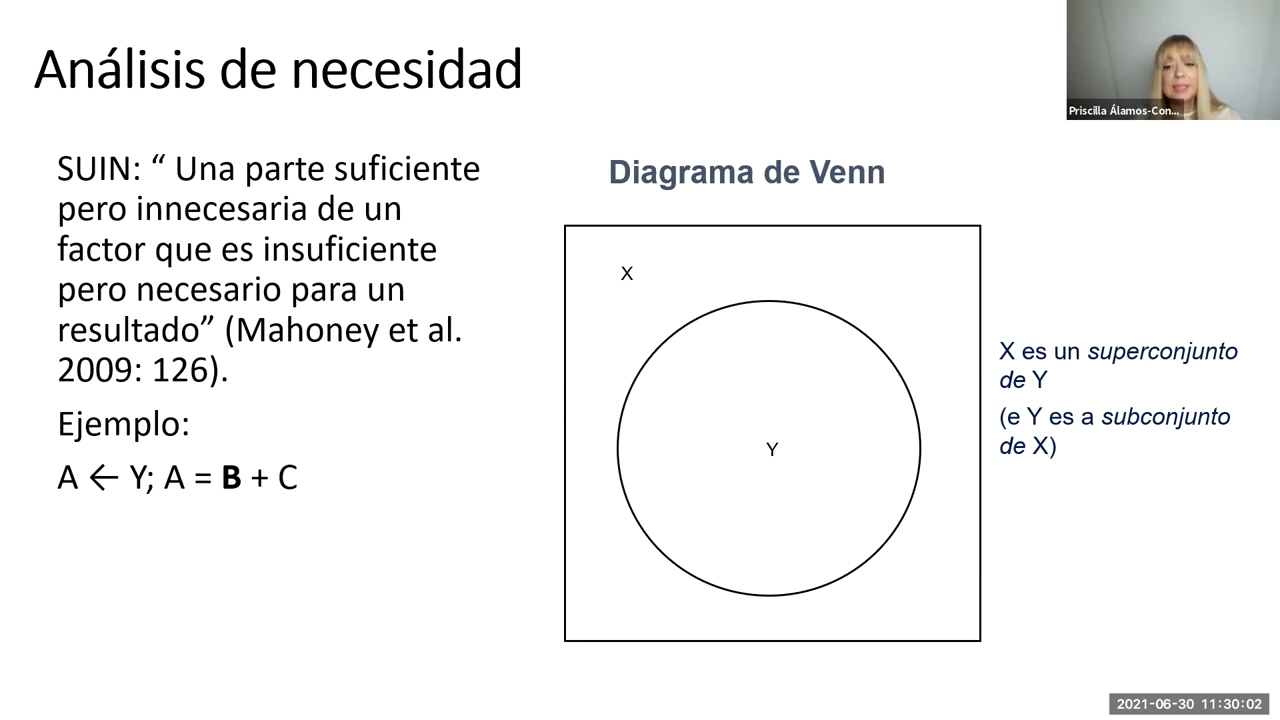 Análisis de necesidad
Priscilla Álamos-Con...
SUIN: “ Una parte suficiente
pero innecesaria de un
factor que es insuficiente
pero necesario para un
resultado” (Mahoney et al.
2009: 126).
Ejemplo:
A ← Y; A = B + C
Diagrama de Venn
X
Y
X es un superconjunto
de Y
(e Y es a subconjunto
de X)
2021-06-30 11:30:02